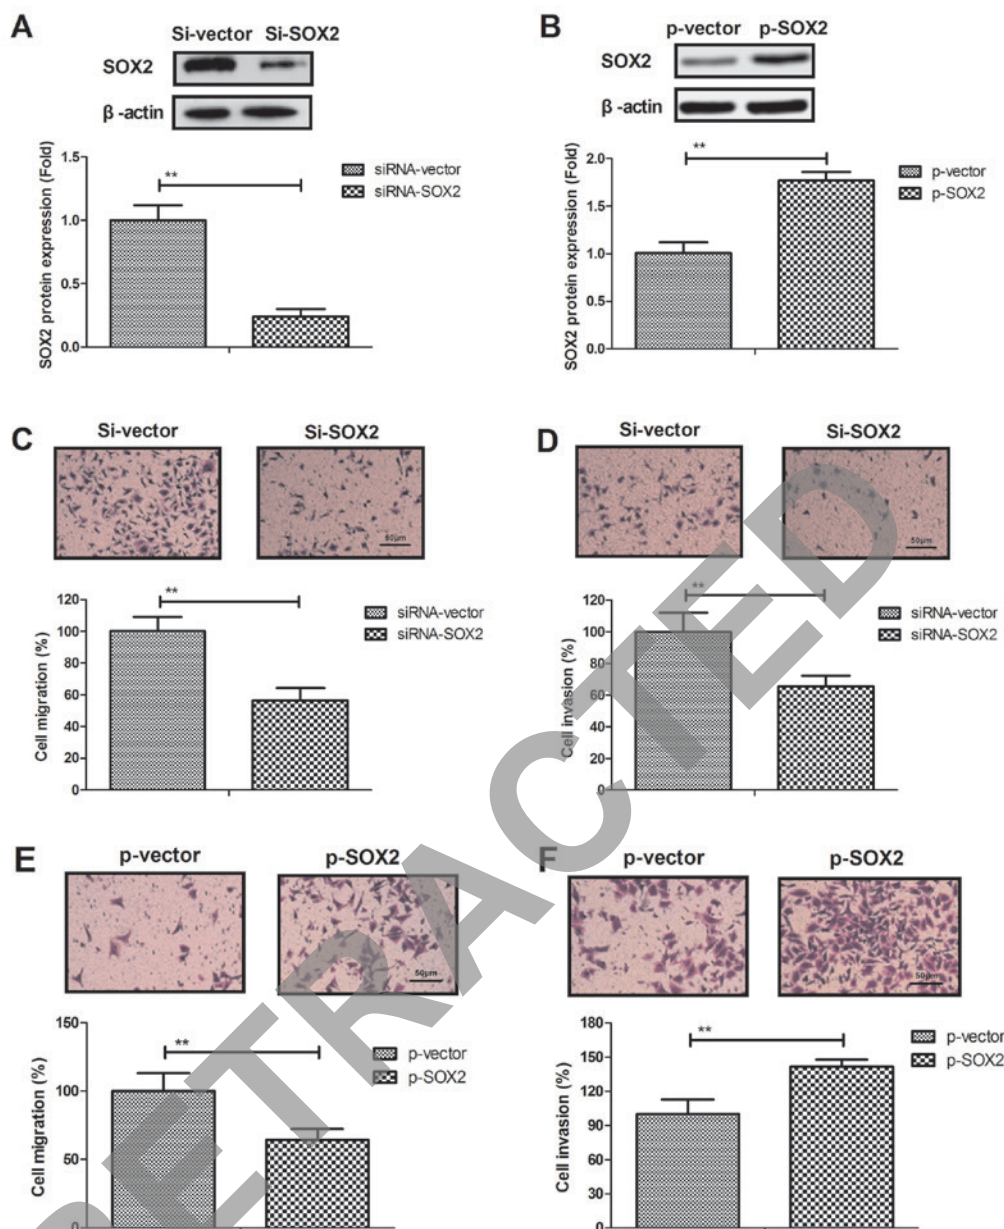 A
Si-vector Si-SOX2
SOX2
β -actin
SOX2 protein expression (Fold)
1.5
1.0
0.5
0.0
**
siRNA-vector
siRNA-SOX2
B
p-vector p-SOX2
SOX2
β -actin
SOX2 protein expression (Fold)
2.0
1.5
1.0
0.5
0.0
**
p-vector
p-SOX2
C
Si-vector Si-SOX2
50μm
Cell migration (%)
120
100
80
60
40
20
0
**
siRNA-vector
siRNA-SOX2
D
Si-vector Si-SOX2
50μm
Cell invasion (%)
120
100
80
60
40
20
0
**
siRNA-vector
siRNA-SOX2
E
p-vector p-SOX2
50μm
Cell migration (%)
150
100
50
0
**
p-vector
p-SOX2
F
p-vector p-SOX2
50μm
Cell invasion (%)
180
150
120
90
60
30
0
**
p-vector
p-SOX2
RETRACTED